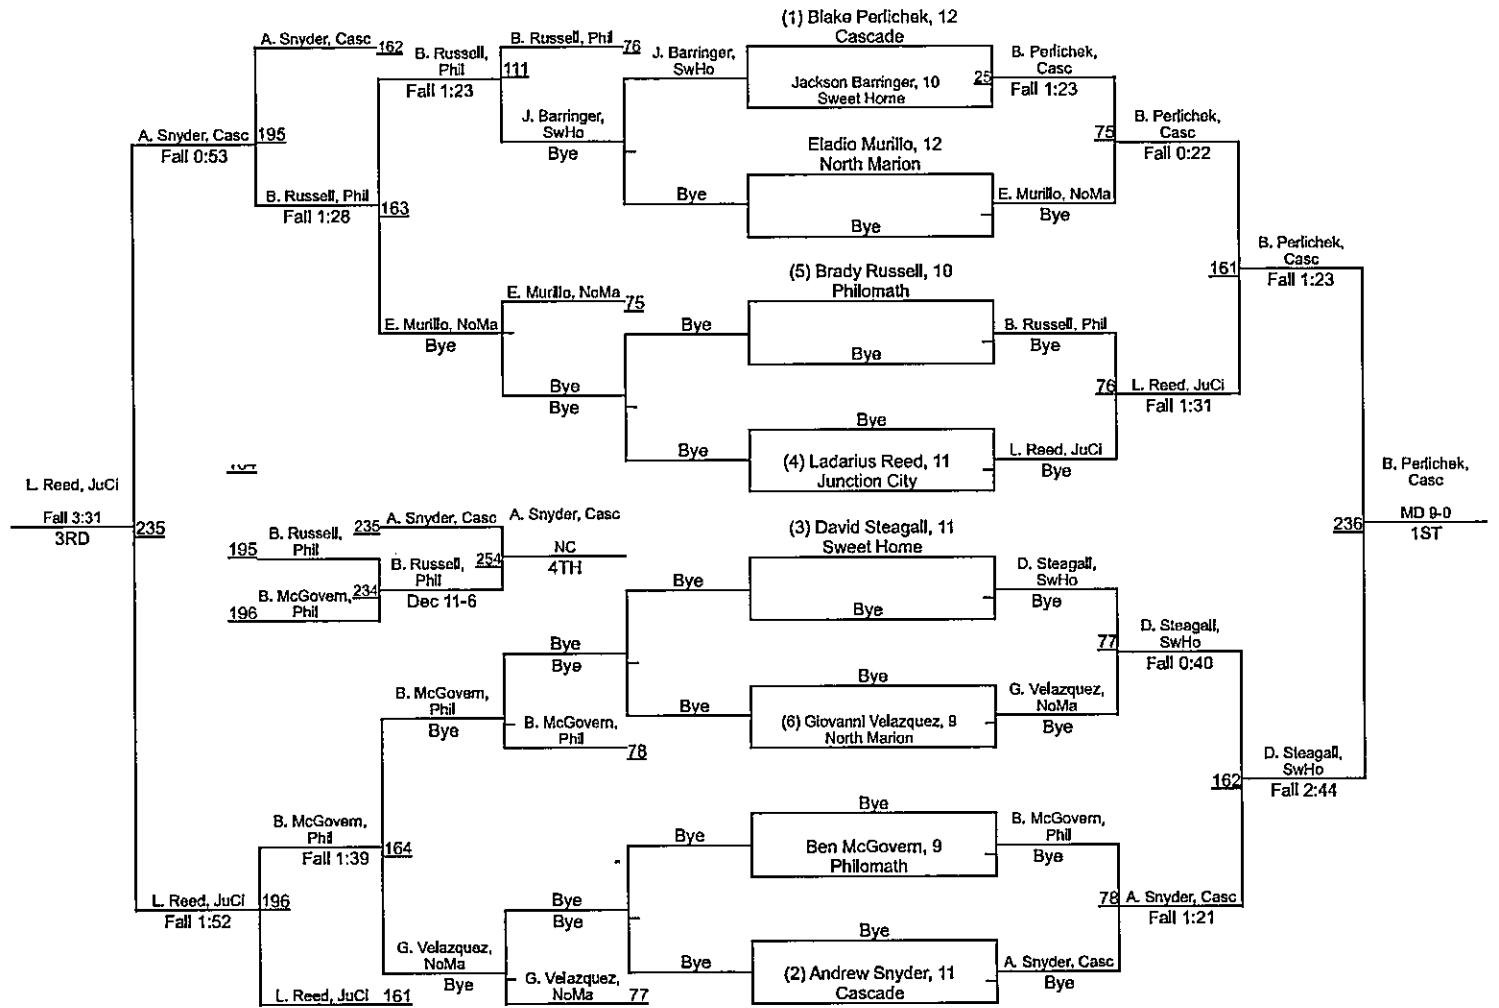 (1) Blake Perlichek, 12
Cascade
A. Snyder, Casc
162
B. Russell,
Phil
Fall 1:23
B. Russell, Phil
76
111
J. Barringer,
SwHo
Jackson Barringer, 10
Sweet Home
25
B. Perlichek,
Casc
Fall 1:23
A. Snyder, Casc
Fall 0:53
195
J. Barringer,
SwHo
Bye
Eladio Murillo, 12
North Marion
75
B. Perlichek,
Casc
Fall 0:22
B. Russell, Phil
Fall 1:28
163
Bye
Bye
E. Murillo, NoMa
Bye
(5) Brady Russell, 10
Philomath
161
B. Perlichek,
Casc
Fall 1:23
E. Murillo, NoMa
75
E. Murillo, NoMa
Bye
Bye
Bye
B. Russell, Phil
Bye
Bye
Bye
76
L. Reed, JuCi
Fall 1:31
Bye
Bye
(4) Ladarius Reed, 11
Junction City
L. Reed, JuCi
Bye
L. Reed, JuCi
Fall 3:31
3RD
235
B. Perlichek,
Casc
MD 9-0
1ST
236
235
A. Snyder, Casc
A. Snyder, Casc
NC
4TH
(3) David Steagall, 11
Sweet Home
195
B. Russell,
Phil
254
B. Russell,
Phil
Dec 11-6
234
196
B. McGovern,
Phil
Bye
Bye
D. Steagall,
SwHo
Bye
Bye
Bye
77
D. Steagall,
SwHo
Fall 0:40
B. McGovern,
Phil
Bye
B. McGovern,
Phil
78
Bye
Bye
(6) Giovanni Velazquez, 9
North Marion
G. Velazquez,
NoMa
Bye
162
D. Steagall,
SwHo
Fall 2:44
B. McGovern,
Phil
Fall 1:39
164
Bye
Bye
Ben McGovern, 9
Philomath
B. McGovern,
Phil
Bye
L. Reed, JuCi
Fall 1:52
196
Bye
Bye
78
A. Snyder, Casc
Fall 1:21
G. Velazquez,
NoMa
Bye
G. Velazquez,
NoMa
77
Bye
Bye
(2) Andrew Snyder, 11
Cascade
A. Snyder, Casc
Bye
L. Reed, JuCi
161